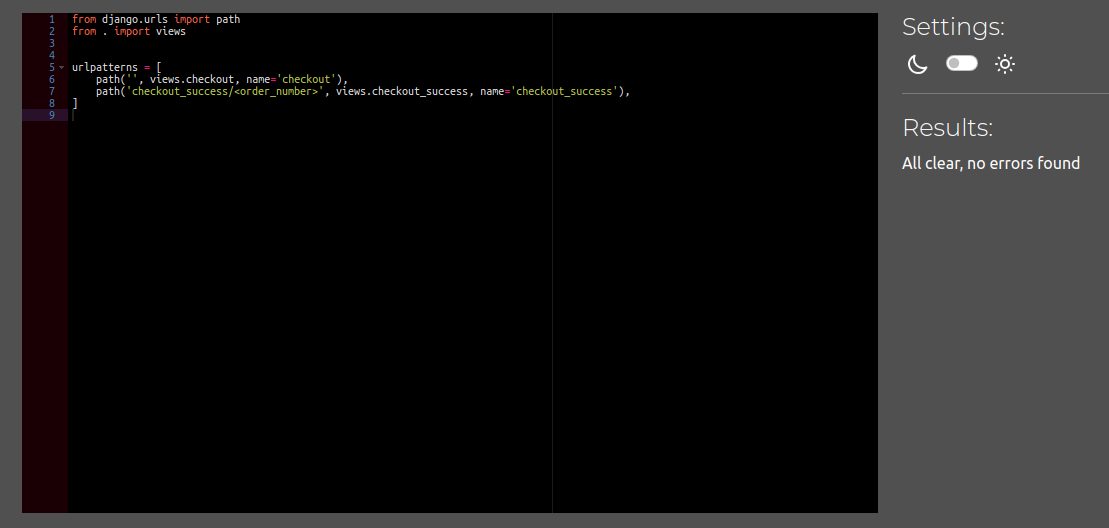 1 from django.urls import path
2 from . import views
3
4
5 urlpatterns = [
6     path('', views.checkout, name='checkout'),
7     path('checkout_success/<order_number>', views.checkout_success, name='checkout_success'),
8 ]
9
Settings:
Results:
All clear, no errors found